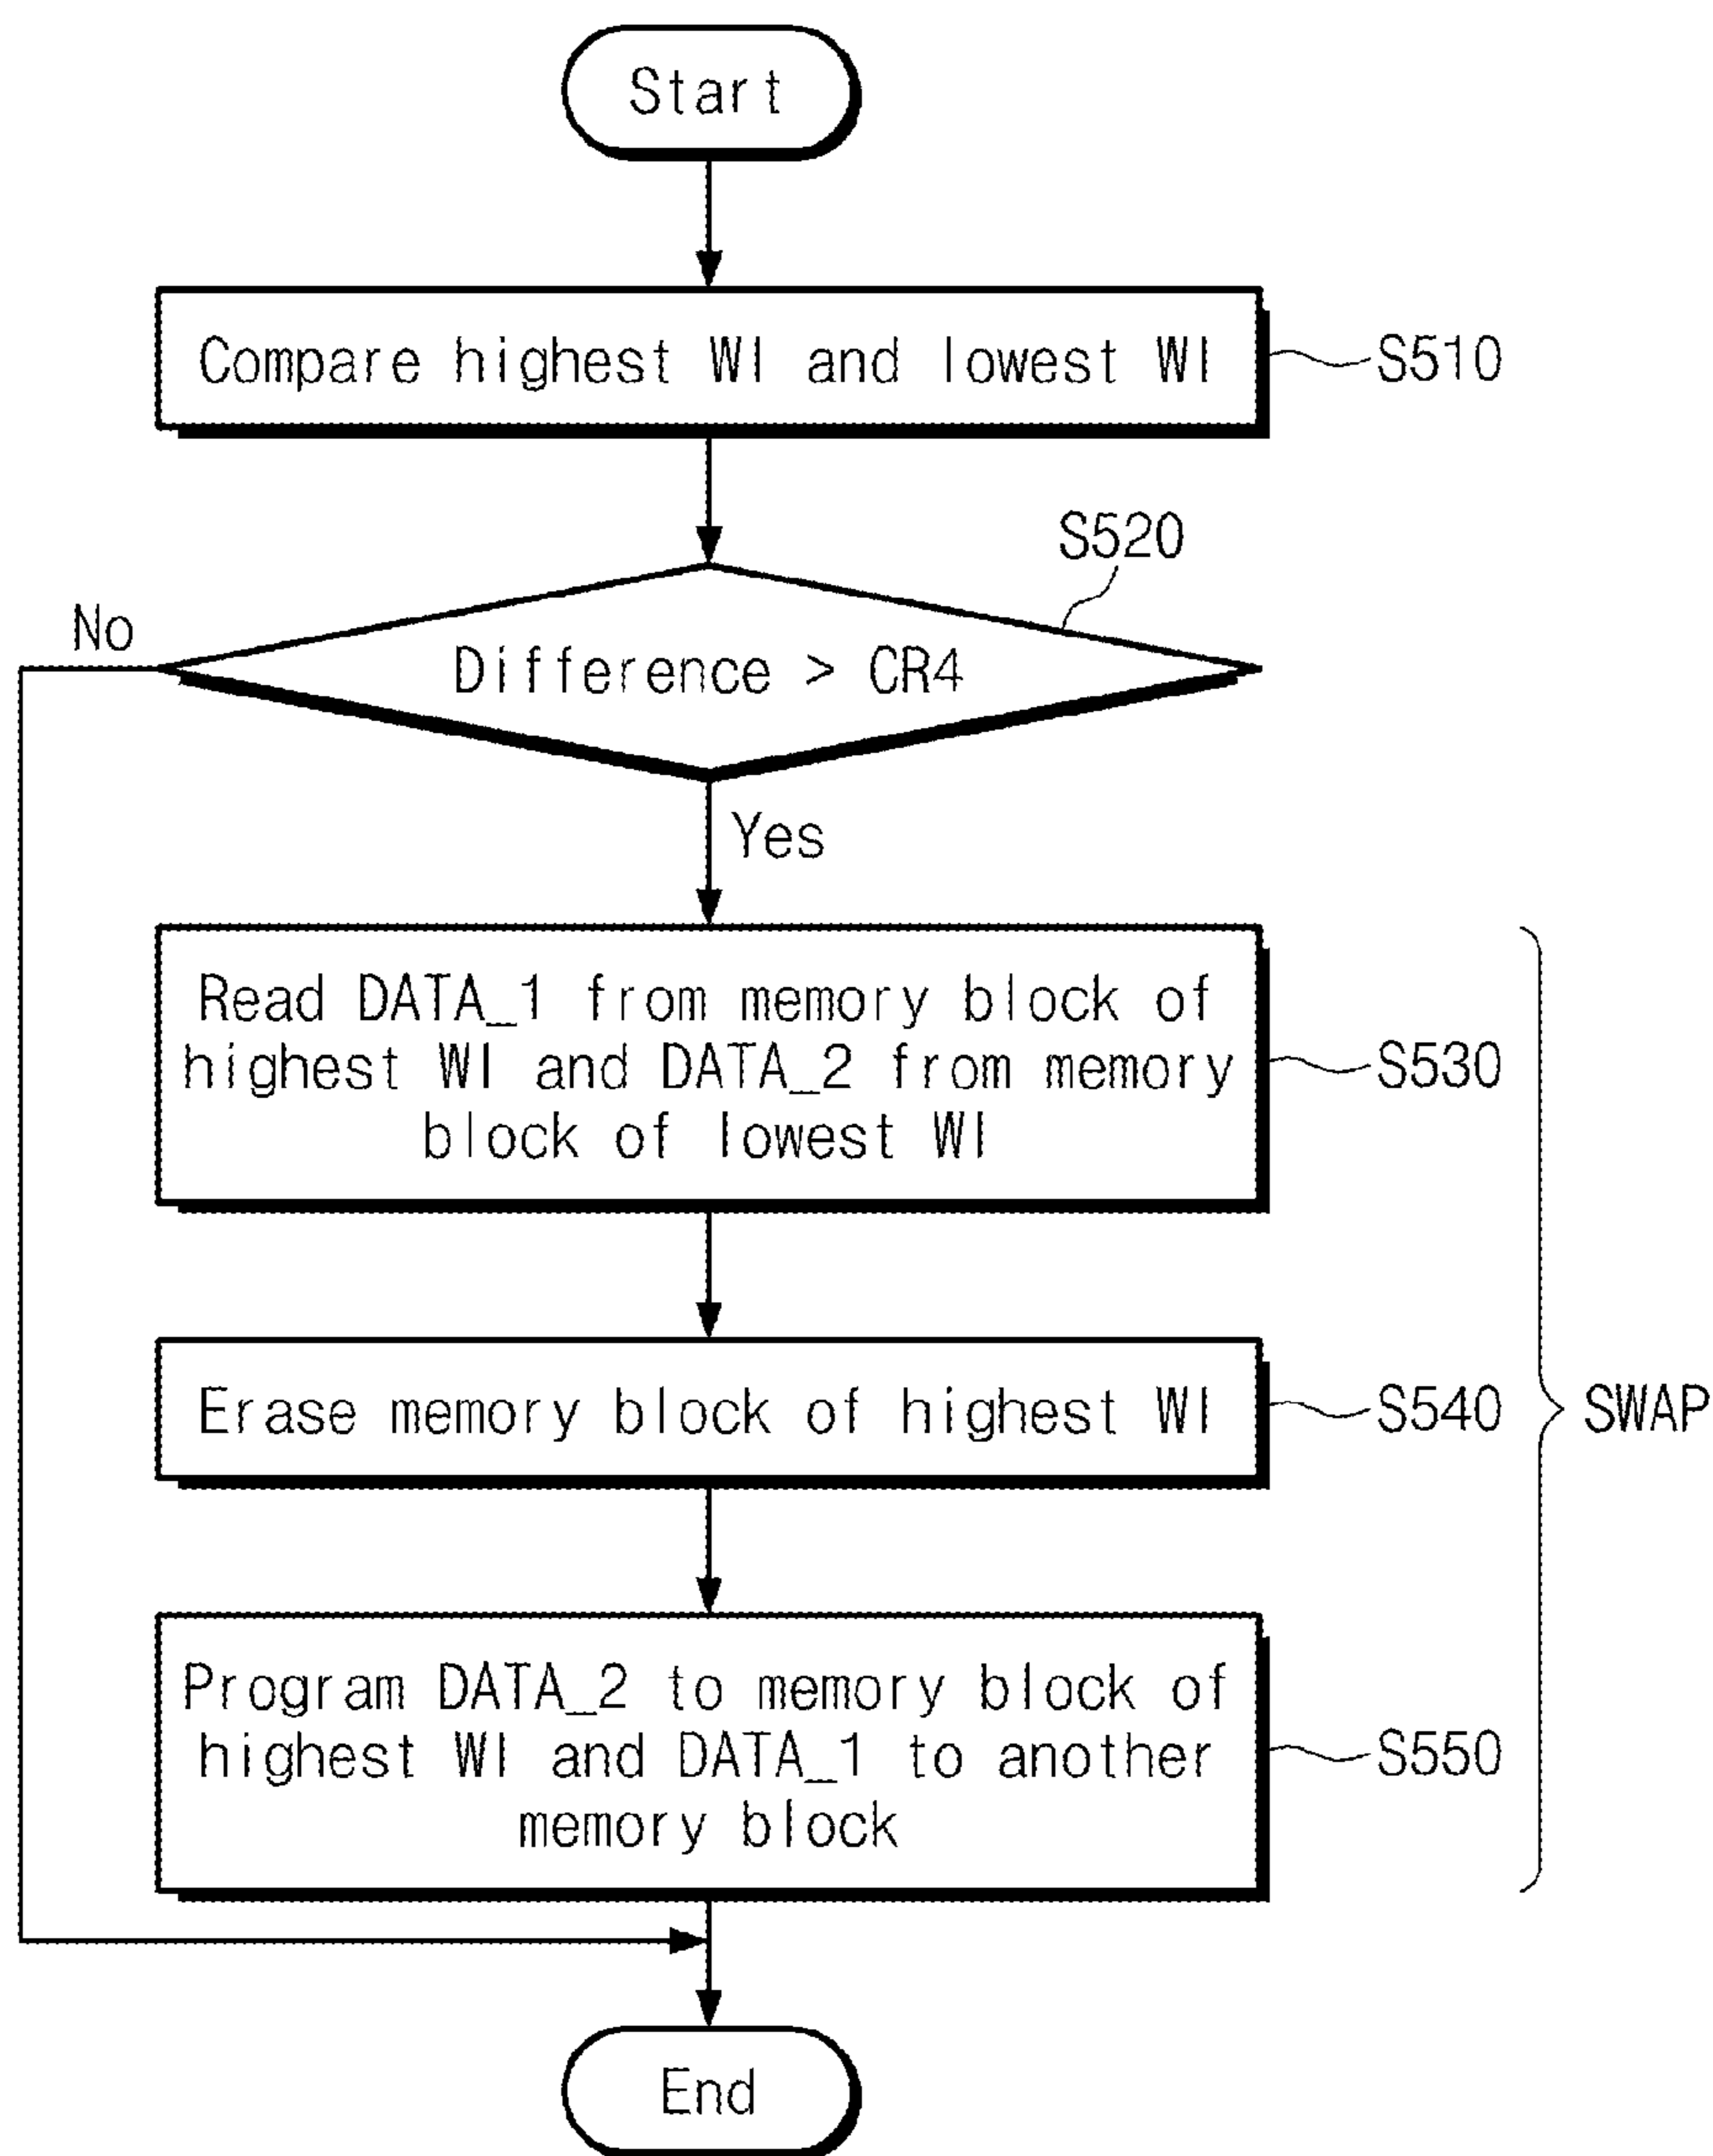 Start
Compare highest WI and lowest WI
S510
S520
No
Difference > CR4
Yes
Read DATA_1 from memory block of
highest WI and DATA_2 from memory
block of lowest WI
S530
Erase memory block of highest WI
S540
SWAP
Program DATA_2 to memory block of
highest WI and DATA_1 to another
memory block
S550
End